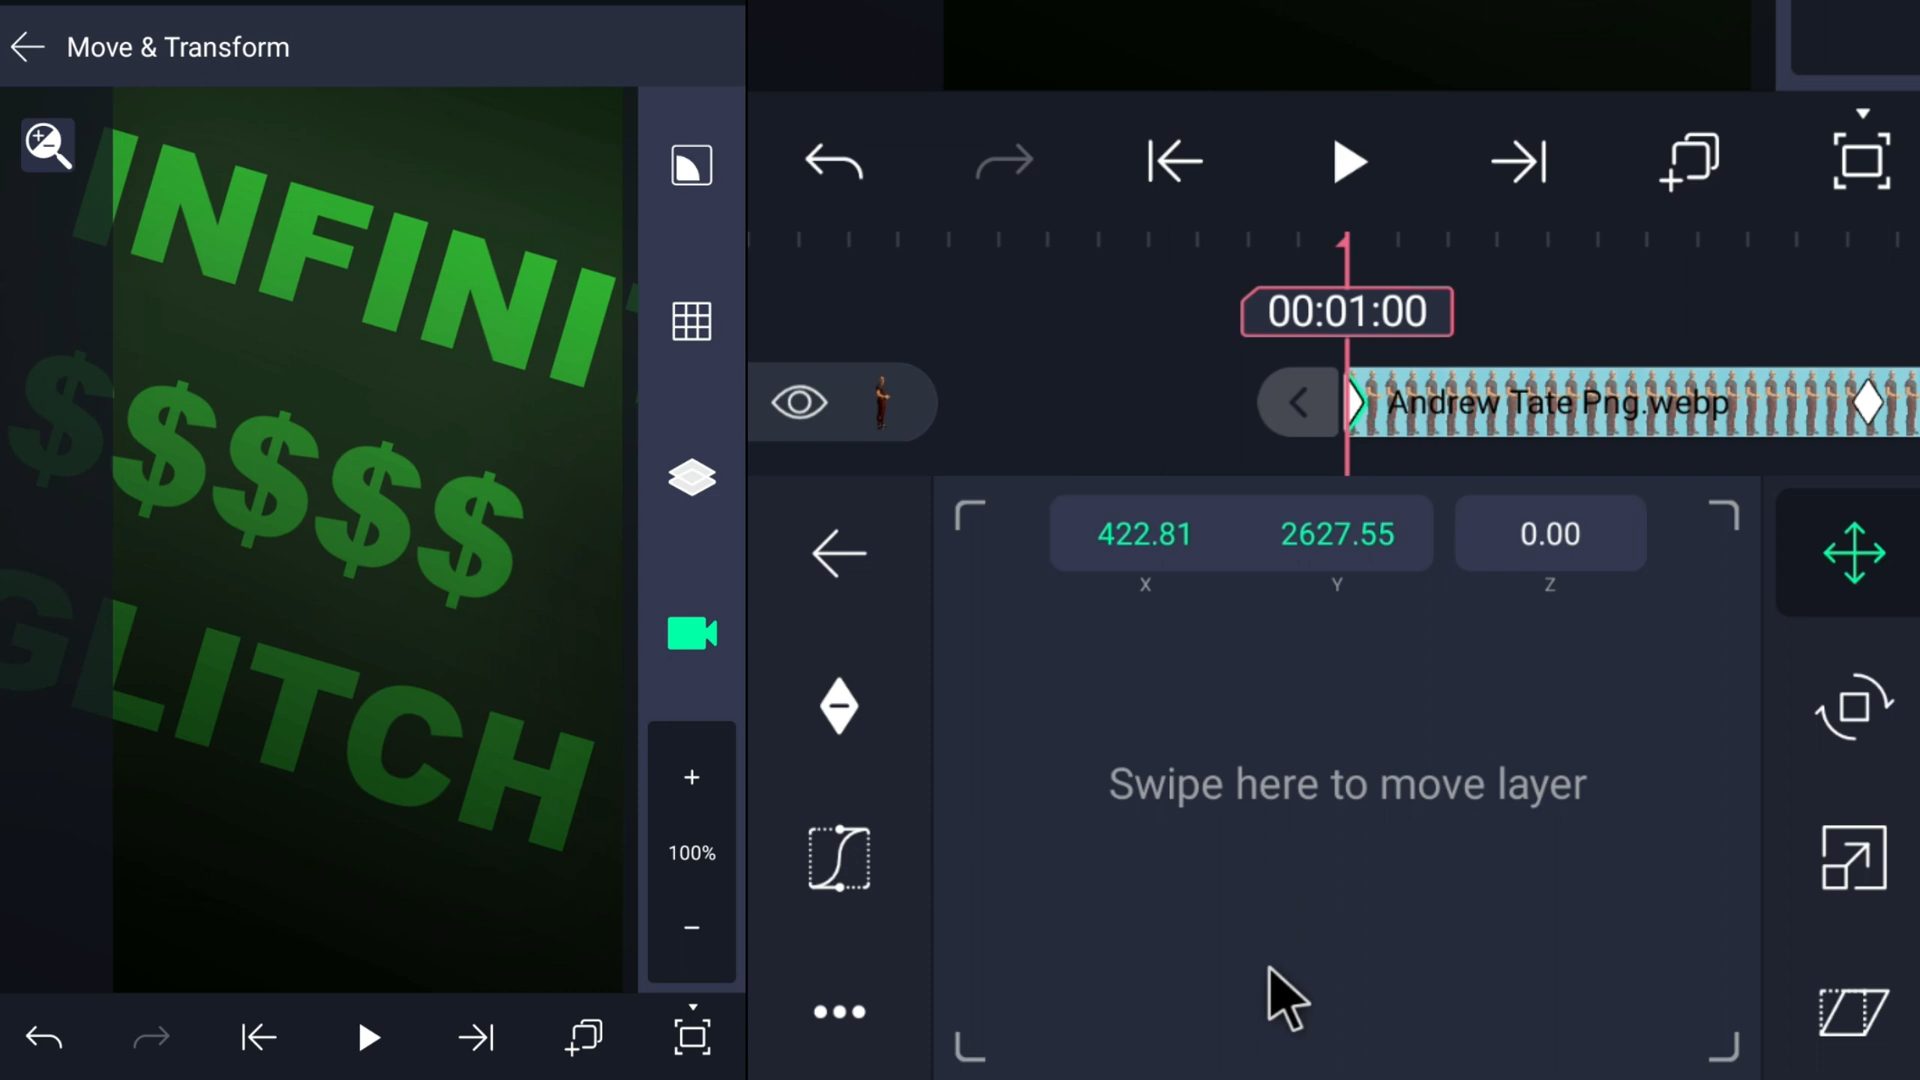 Move & Transform
INFINI
$$$$$
GLITCH
+
100%
−
00:01:00
Andrew Tate Png.webp
422.81
2627.55
0.00
X
Y
Z
Swipe here to move layer